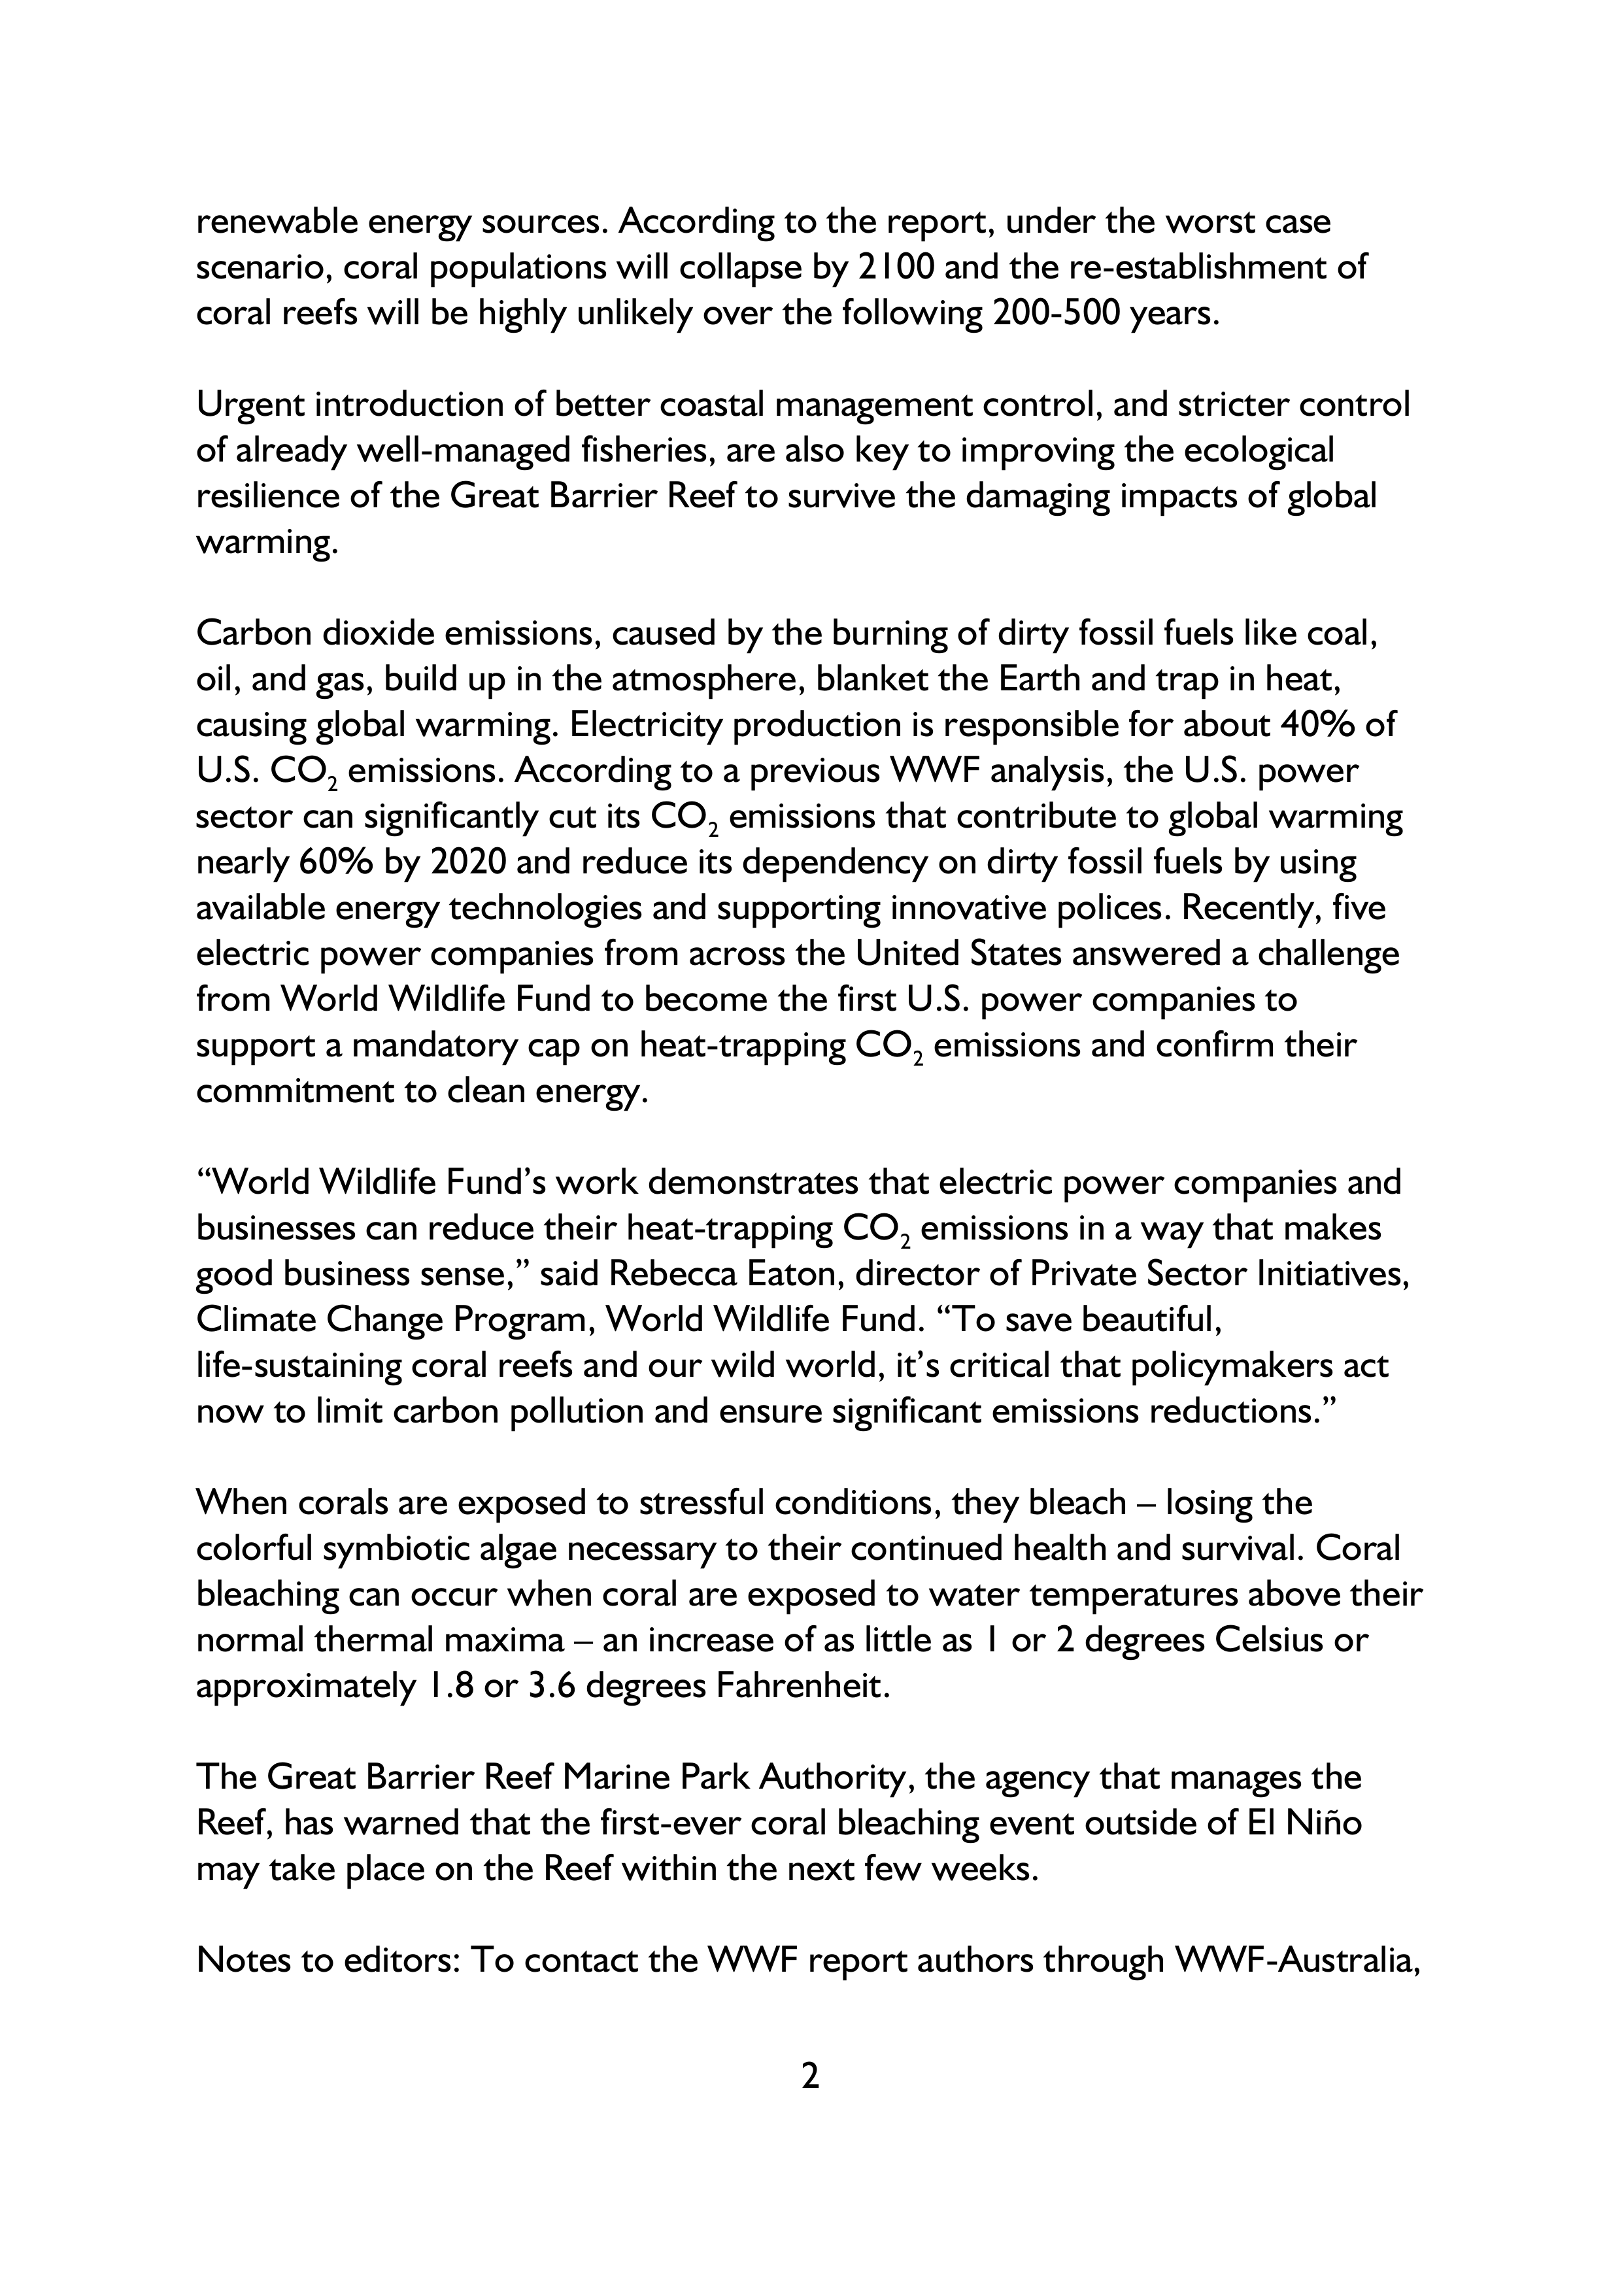 renewable energy sources. According to the report, under the worst case
scenario, coral populations will collapse by 2100 and the re-establishment of
coral reefs will be highly unlikely over the following 200-500 years.
Urgent introduction of better coastal management control, and stricter control
of already well-managed fisheries, are also key to improving the ecological
resilience of the Great Barrier Reef to survive the damaging impacts of global
warming.
Carbon dioxide emissions, caused by the burning of dirty fossil fuels like coal,
oil, and gas, build up in the atmosphere, blanket the Earth and trap in heat,
causing global warming. Electricity production is responsible for about 40% of
U.S. CO₂ emissions. According to a previous WWF analysis, the U.S. power
sector can significantly cut its CO₂ emissions that contribute to global warming
nearly 60% by 2020 and reduce its dependency on dirty fossil fuels by using
available energy technologies and supporting innovative polices. Recently, five
electric power companies from across the United States answered a challenge
from World Wildlife Fund to become the first U.S. power companies to
support a mandatory cap on heat-trapping CO₂ emissions and confirm their
commitment to clean energy.
“World Wildlife Fund’s work demonstrates that electric power companies and
businesses can reduce their heat-trapping CO₂ emissions in a way that makes
good business sense,” said Rebecca Eaton, director of Private Sector Initiatives,
Climate Change Program, World Wildlife Fund. “To save beautiful,
life-sustaining coral reefs and our wild world, it’s critical that policymakers act
now to limit carbon pollution and ensure significant emissions reductions.”
When corals are exposed to stressful conditions, they bleach – losing the
colorful symbiotic algae necessary to their continued health and survival. Coral
bleaching can occur when coral are exposed to water temperatures above their
normal thermal maxima – an increase of as little as 1 or 2 degrees Celsius or
approximately 1.8 or 3.6 degrees Fahrenheit.
The Great Barrier Reef Marine Park Authority, the agency that manages the
Reef, has warned that the first-ever coral bleaching event outside of El Niño
may take place on the Reef within the next few weeks.
Notes to editors: To contact the WWF report authors through WWF-Australia,
2